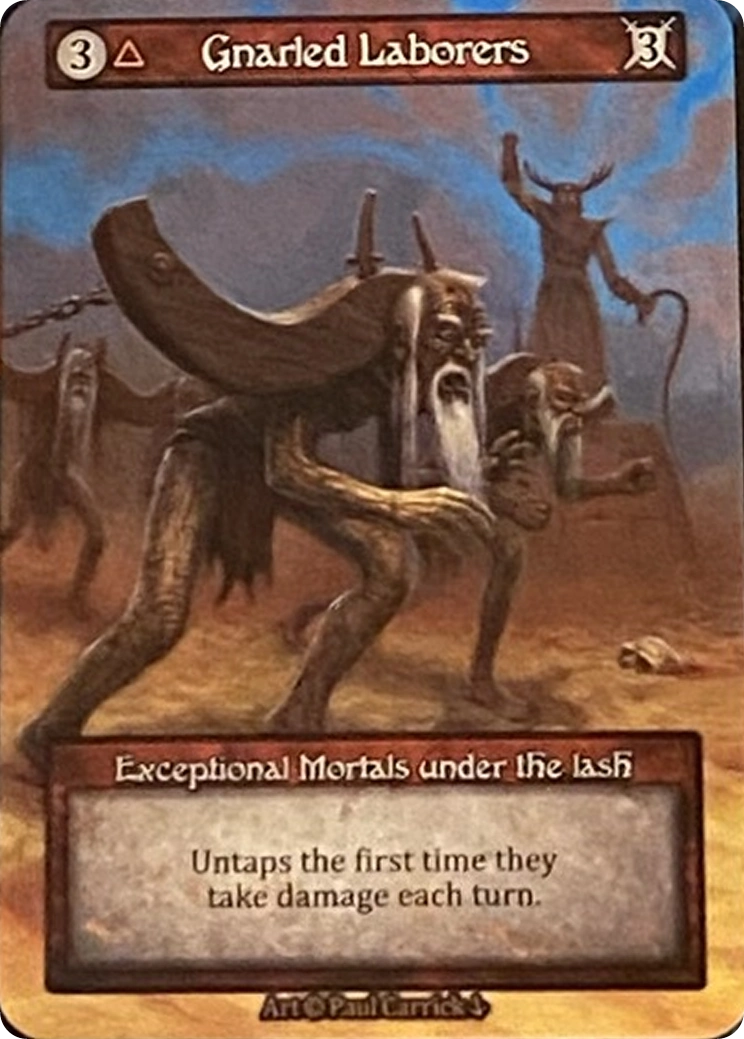 3 Gnarled Laborers 3
Exceptional Mortals under the lash
Untaps the first time they
take damage each turn.
Art © Paul Carrick